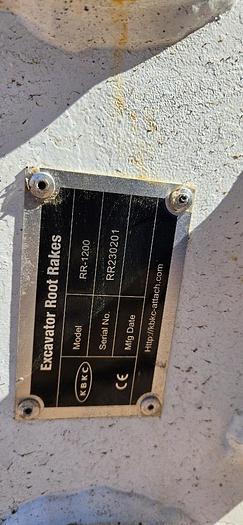 Excavator Root Rakes
KBKC
Model RR-1200
Serial No. RR230201
Mfg Date
CE
Http://kbkc-attach.com